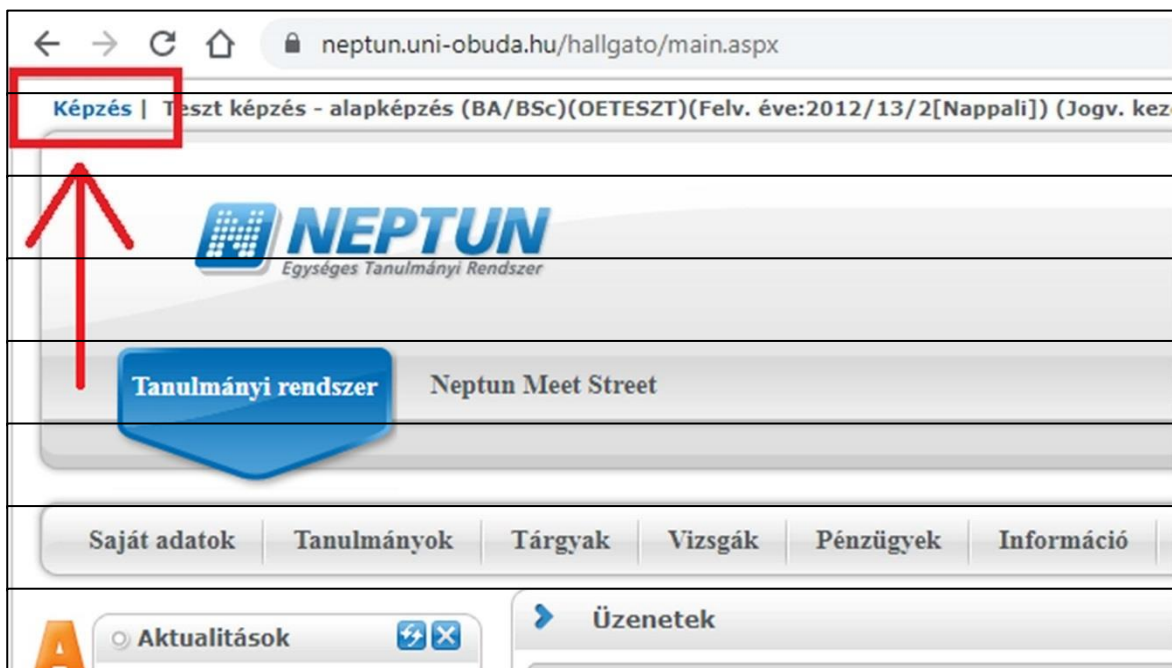 neptun.uni-obuda.hu/hallgato/main.aspx
Képzés | Teszt képzés - alapképzés (BA/BSc)(OETESZT)(Felv. éve:2012/13/2[Nappali]) (Jogv. kez
NEPTUN
Egységes Tanulmányi Rendszer
Tanulmányi rendszer Neptun Meet Street
Saját adatok Tanulmányok Tárgyak Vizsgák Pénzügyek Információ
Aktualitások Üzenetek